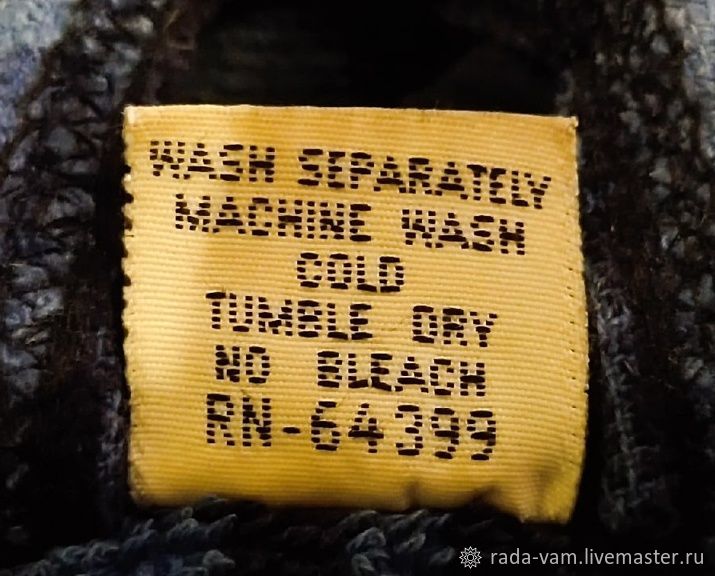 WASH SEPARATELY
MACHINE WASH
COLD
TUMBLE DRY
NO BLEACH
RN-64399
rada-vam.livemaster.ru